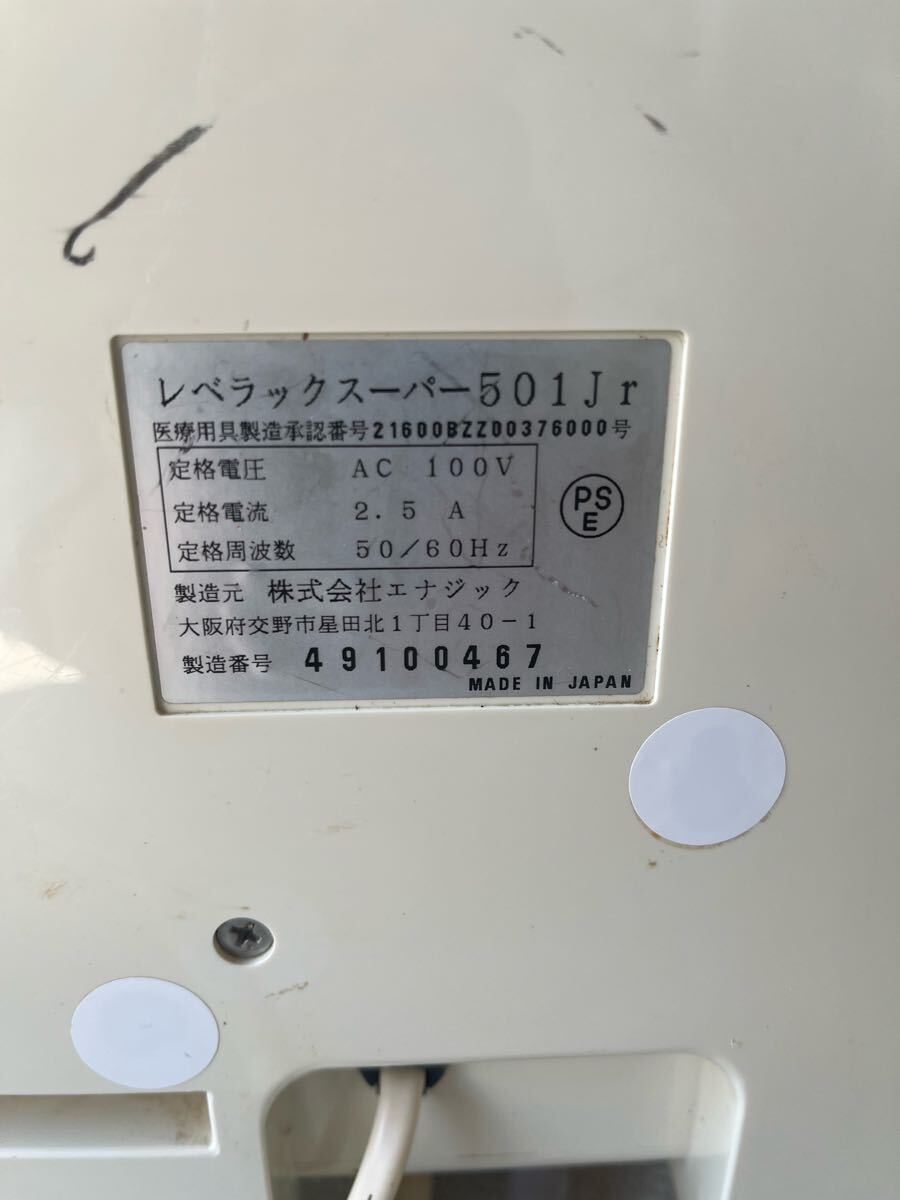 レベラックスーパー501Jr
医療用具製造承認番号21600BZZ00376000号
定格電圧 AC 100V
定格電流 2.5 A
定格周波数 50/60Hz
PS
E
製造元 株式会社エナジック
大阪府交野市星田北1丁目40-1
製造番号 49100467
MADE IN JAPAN